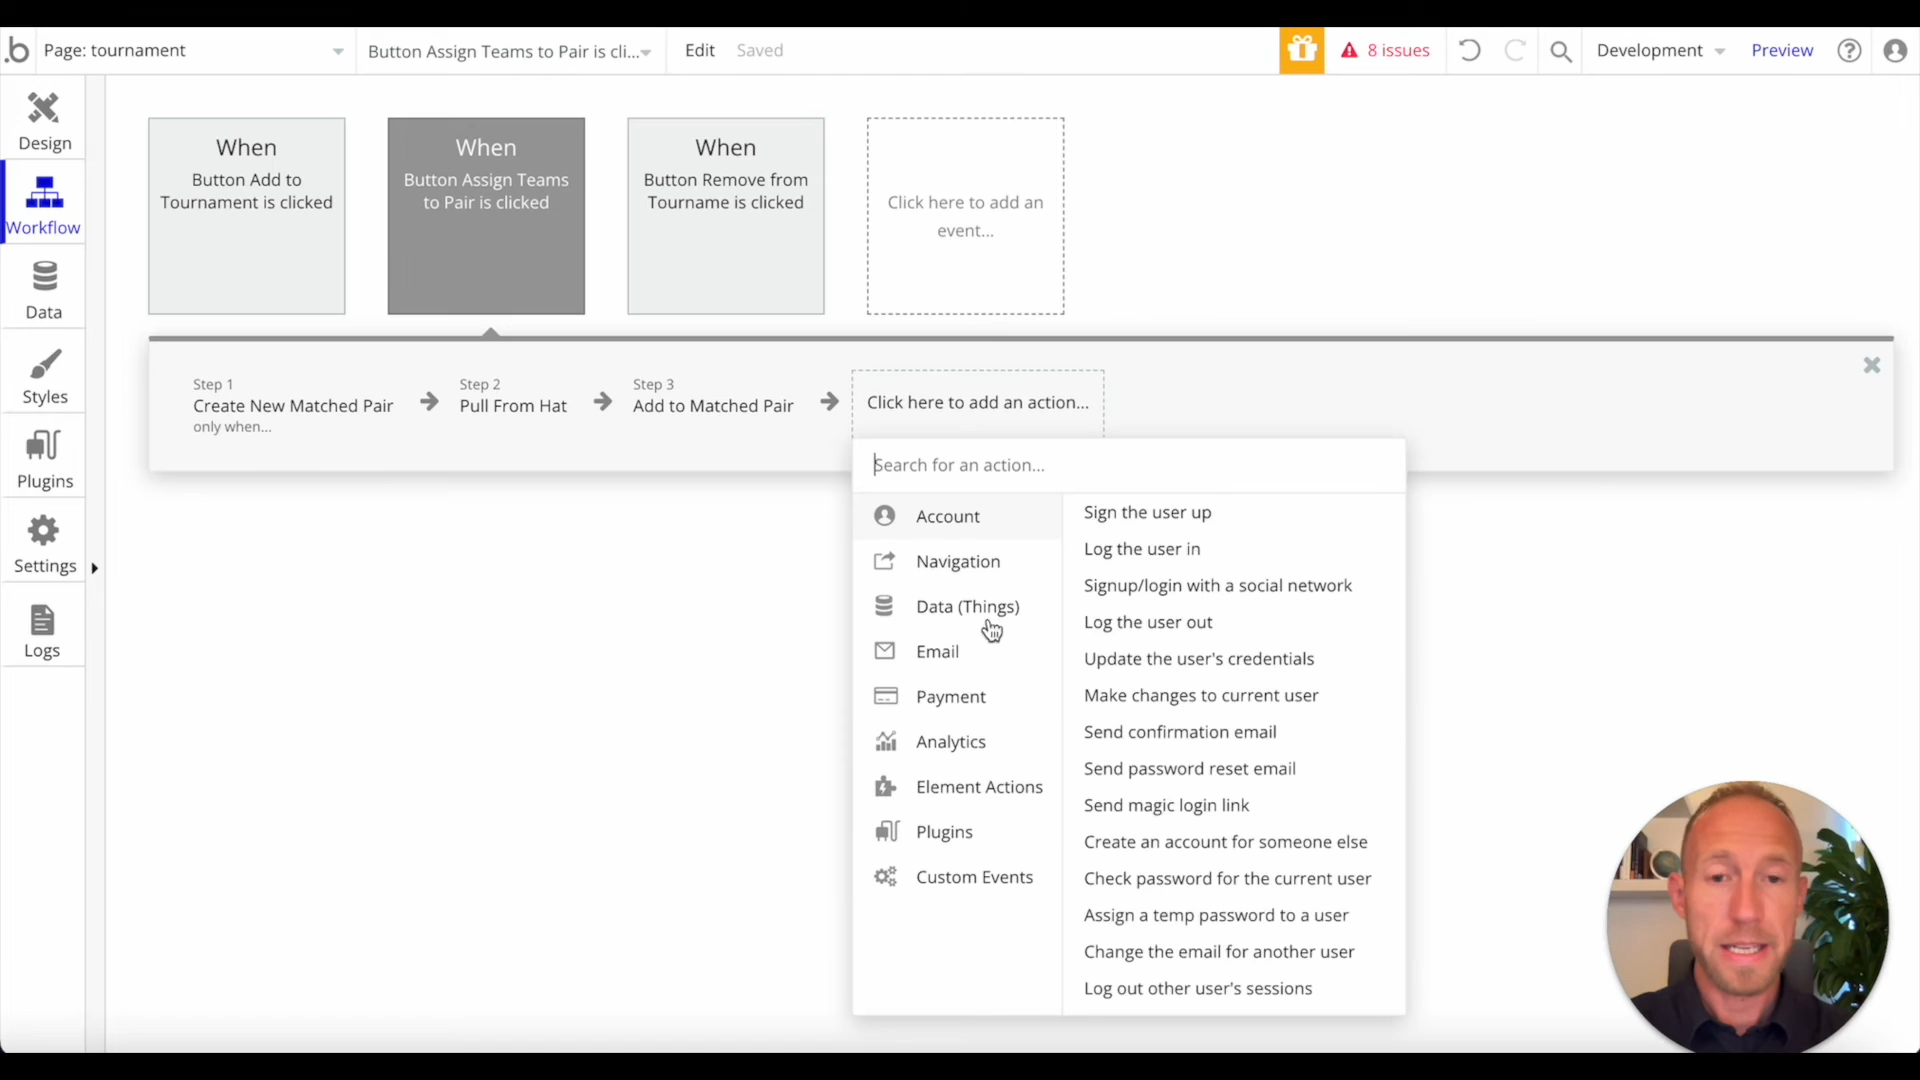 .b
Page: tournament
Button Assign Teams to Pair is cli...
Edit
Saved
8 issues
Development
Preview
?
Design
Workflow
Data
Styles
Plugins
Settings
Logs
When
Button Add to
Tournament is clicked
When
Button Assign Teams
to Pair is clicked
When
Button Remove from
Tourname is clicked
Click here to add an
event...
Step 1
Create New Matched Pair
only when...
Step 2
Pull From Hat
Step 3
Add to Matched Pair
Click here to add an action...
Search for an action...
Account
Navigation
Data (Things)
Email
Payment
Analytics
Element Actions
Plugins
Custom Events
Sign the user up
Log the user in
Signup/login with a social network
Log the user out
Update the user's credentials
Make changes to current user
Send confirmation email
Send password reset email
Send magic login link
Create an account for someone else
Check password for the current user
Assign a temp password to a user
Change the email for another user
Log out other user's sessions